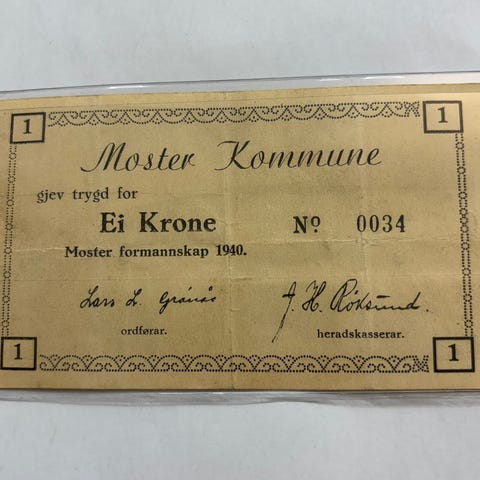 1 1
Moster Kommune
gjev trygd for
Ei Krone Nº 0034
Moster formannskap 1940.
Lars L. Grånås J. H. Røksund.
ordførar. heradskasserar.
1 1